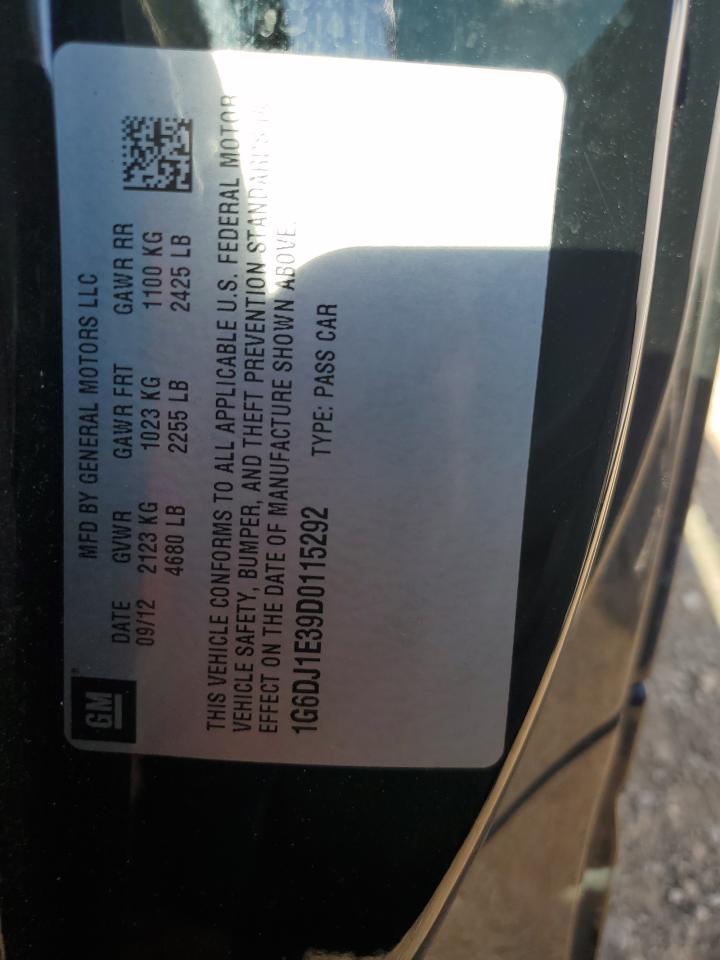 GM®
MFD BY GENERAL MOTORS LLC
DATE GVWR GAWR FRT GAWR RR
09/12 2123 KG 1023 KG 1100 KG
4680 LB 2255 LB 2425 LB
THIS VEHICLE CONFORMS TO ALL APPLICABLE U.S. FEDERAL MOTOR
VEHICLE SAFETY, BUMPER, AND THEFT PREVENTION STANDARDS IN
EFFECT ON THE DATE OF MANUFACTURE SHOWN ABOVE.
1G6DJ1E39D0115292 TYPE: PASS CAR